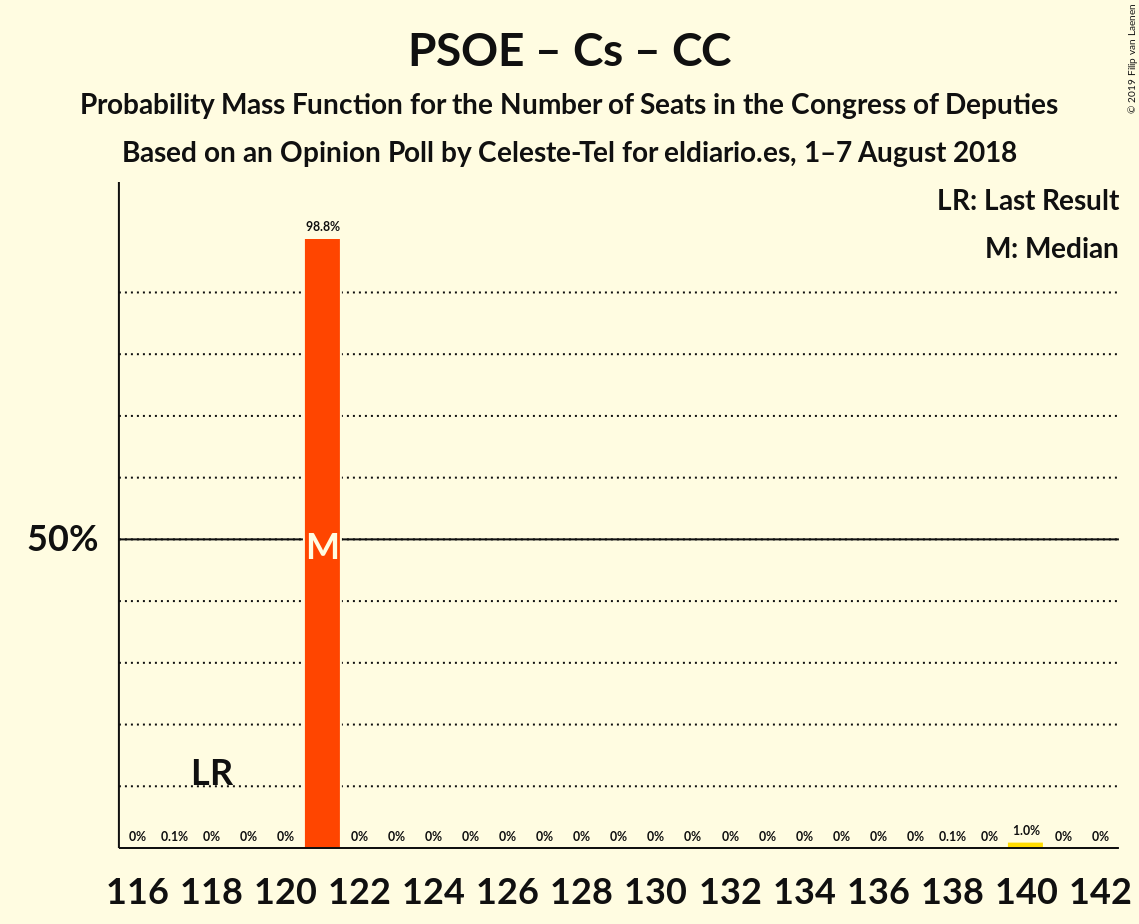 PSOE – Cs – CC
Probability Mass Function for the Number of Seats in the Congress of Deputies
Based on an Opinion Poll by Celeste-Tel for eldiario.es, 1–7 August 2018
© 2019 Filip van Laenen
LR: Last Result
M: Median
98.8%
50%
M
LR
0% 0.1% 0% 0% 0% 0% 0% 0% 0% 0% 0% 0% 0% 0% 0% 0% 0% 0% 0% 0% 0% 0.1% 0% 1.0% 0% 0%
116 118 120 122 124 126 128 130 132 134 136 138 140 142